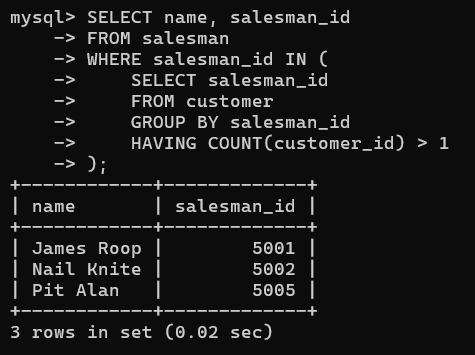 mysql> SELECT name, salesman_id
    -> FROM salesman
    -> WHERE salesman_id IN (
    ->     SELECT salesman_id
    ->     FROM customer
    ->     GROUP BY salesman_id
    ->     HAVING COUNT(customer_id) > 1
    -> );
+------------+-------------+
| name       | salesman_id |
+------------+-------------+
| James Roop |        5001 |
| Nail Knite |        5002 |
| Pit Alan   |        5005 |
+------------+-------------+
3 rows in set (0.02 sec)